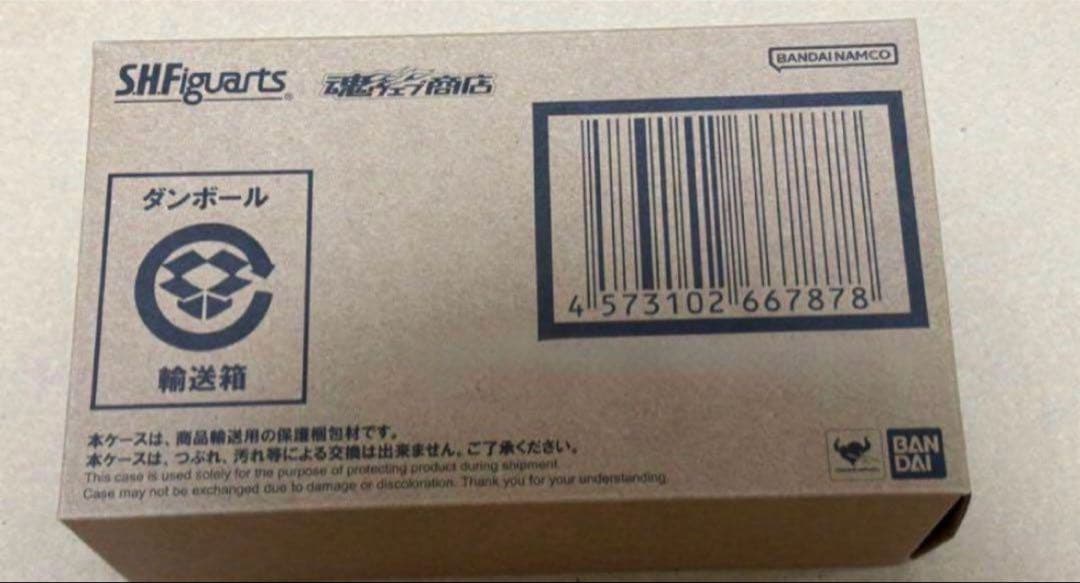 S.H.Figuarts
魂ウェブ商店
BANDAI NAMCO
ダンボール
輸送箱
4 573102 667878
本ケースは、商品輸送用の保護梱包材です。
本ケースは、つぶれ、汚れ等による交換は出来ません。ご了承ください。
This case is used solely for the purpose of protecting product during shipment.
Case may not be exchanged due to damage or discoloration. Thank you for your understanding.
BAN
DAI